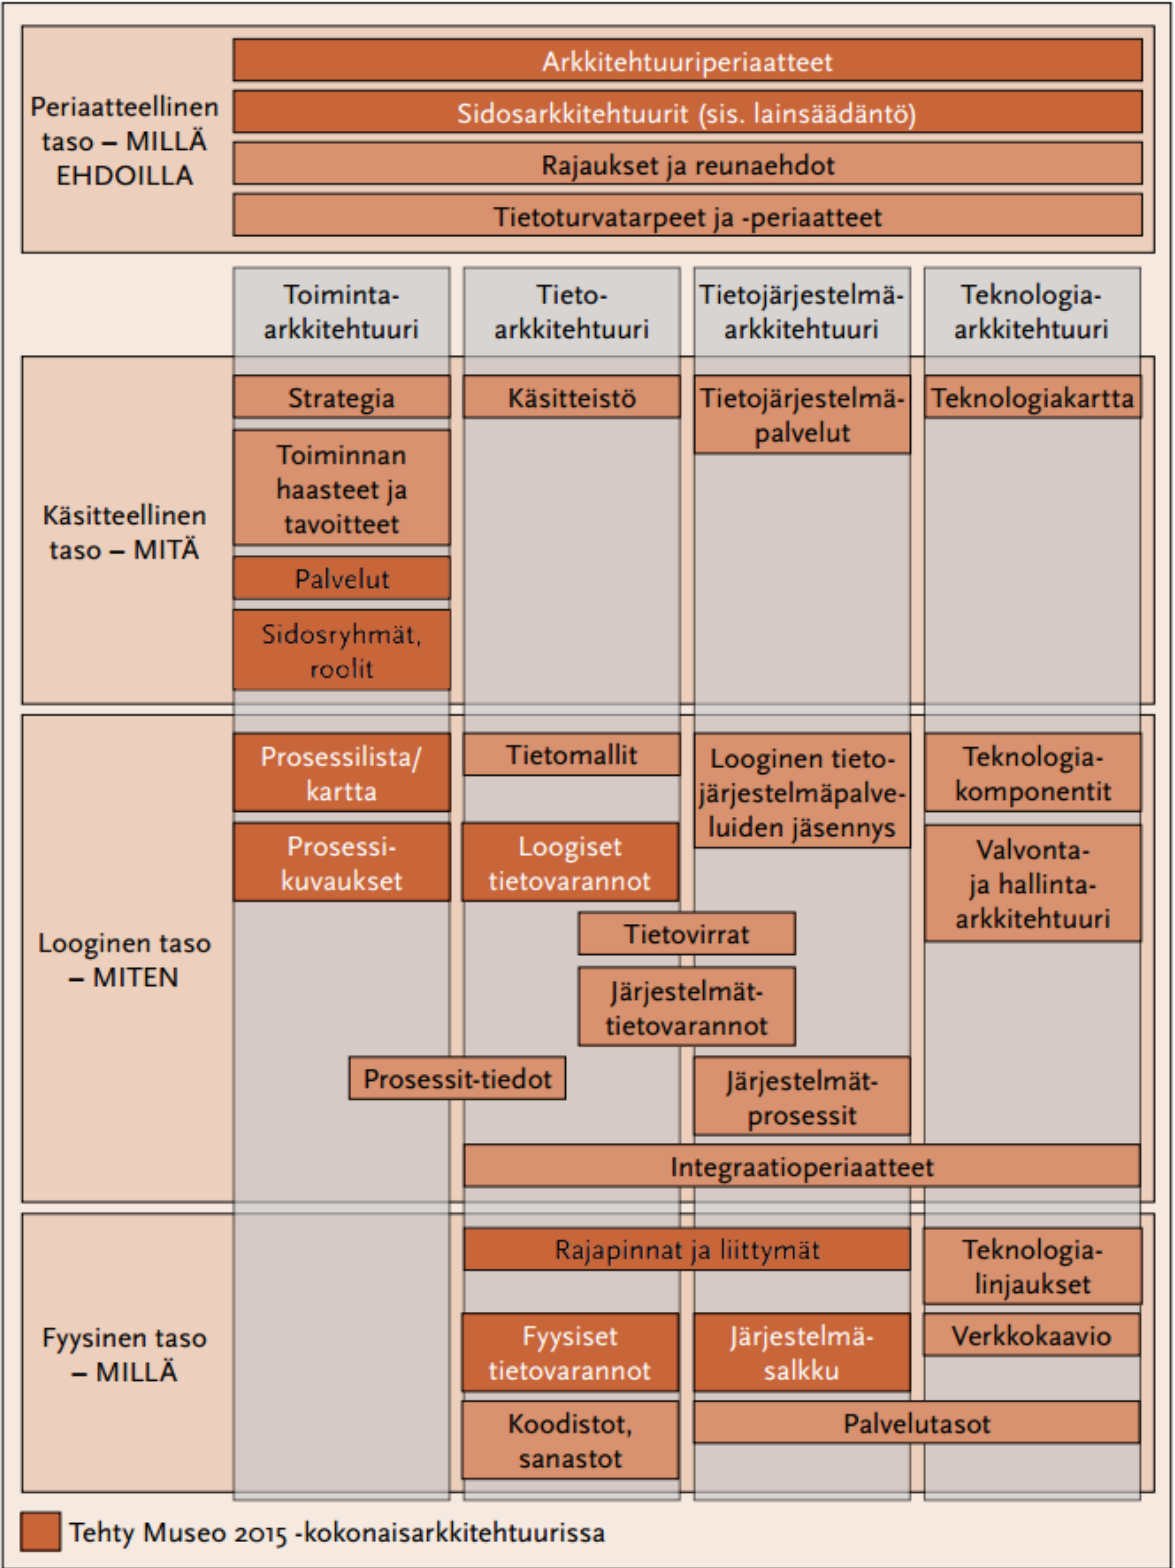 Periaatteellinen
taso – MILLÄ
EHDOILLA
Arkkitehtuuriperiaatteet
Sidosarkkitehtuurit (sis. lainsäädäntö)
Rajaukset ja reunaehdot
Tietoturvatarpeet ja -periaatteet
Toiminta-
arkkitehtuuri
Tieto-
arkkitehtuuri
Tietojärjestelmä-
arkkitehtuuri
Teknologia-
arkkitehtuuri
Käsitteellinen
taso – MITÄ
Strategia
Toiminnan
haasteet ja
tavoitteet
Palvelut
Sidosryhmät,
roolit
Käsitteistö
Tietojärjestelmä-
palvelut
Teknologiakartta
Looginen taso
– MITEN
Prosessilista/
kartta
Prosessi-
kuvaukset
Tietomallit
Loogiset
tietovarannot
Looginen tieto-
järjestelmäpalve-
luiden jäsennys
Teknologia-
komponentit
Valvonta-
ja hallinta-
arkkitehtuuri
Tietovirrat
Järjestelmät-
tietovarannot
Prosessit-tiedot
Järjestelmät-
prosessit
Integraatioperiaatteet
Fyysinen taso
– MILLÄ
Rajapinnat ja liittymät
Teknologia-
linjaukset
Fyysiset
tietovarannot
Järjestelmä-
salkku
Verkkokaavio
Koodistot,
sanastot
Palvelutasot
Tehty Museo 2015 -kokonaisarkkitehtuurissa